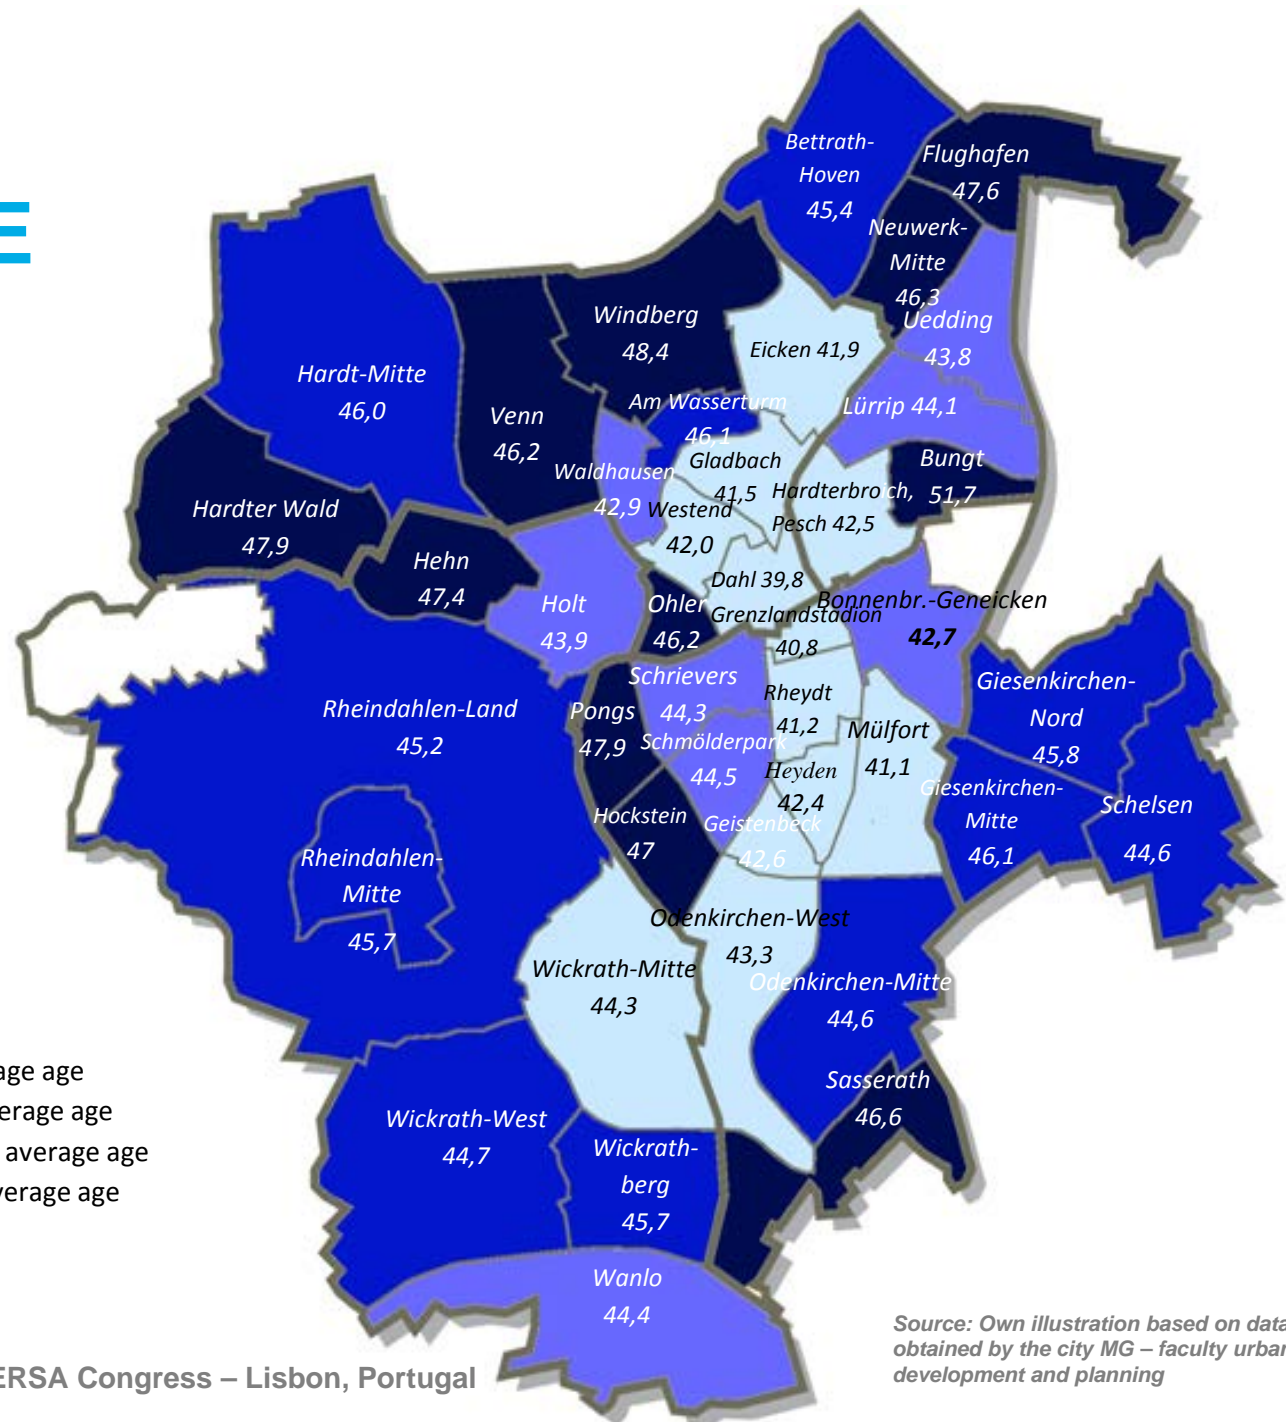 E
Bettrath-
Hoven
45,4
Flughafen
47,6
Neuwerk-
Mitte
46,3
Uedding
43,8
Windberg
48,4
Eicken 41,9
Hardt-Mitte
46,0
Am Wasserturm
46,1
Lürrip 44,1
Venn
46,2
Waldhausen
42,9
Gladbach
41,5
Bungt
51,7
Hardterbroich,
Pesch 42,5
Westend
42,0
Hardter Wald
47,9
Hehn
47,4
Dahl 39,8
Holt
43,9
Ohler
46,2
Grenzlandstadion
40,8
Bonnenbr.-Geneicken
42,7
Schrievers
44,3
Rheydt
41,2
Giesenkirchen-
Nord
45,8
Rheindahlen-Land
45,2
Pongs
47,9
Schmölderpark
44,5
Mülfort
41,1
Heyden
42,4
Giesenkirchen-
Mitte
46,1
Schelsen
44,6
Hockstein
47
Geistenbeck
42,6
Rheindahlen-
Mitte
45,7
Odenkirchen-West
43,3
Wickrath-Mitte
44,3
Odenkirchen-Mitte
44,6
age age
erage age
average age
verage age
Sasserath
46,6
Wickrath-West
44,7
Wickrath-
berg
45,7
Wanlo
44,4
Source: Own illustration based on data
obtained by the city MG – faculty urban
development and planning
ERSA Congress – Lisbon, Portugal